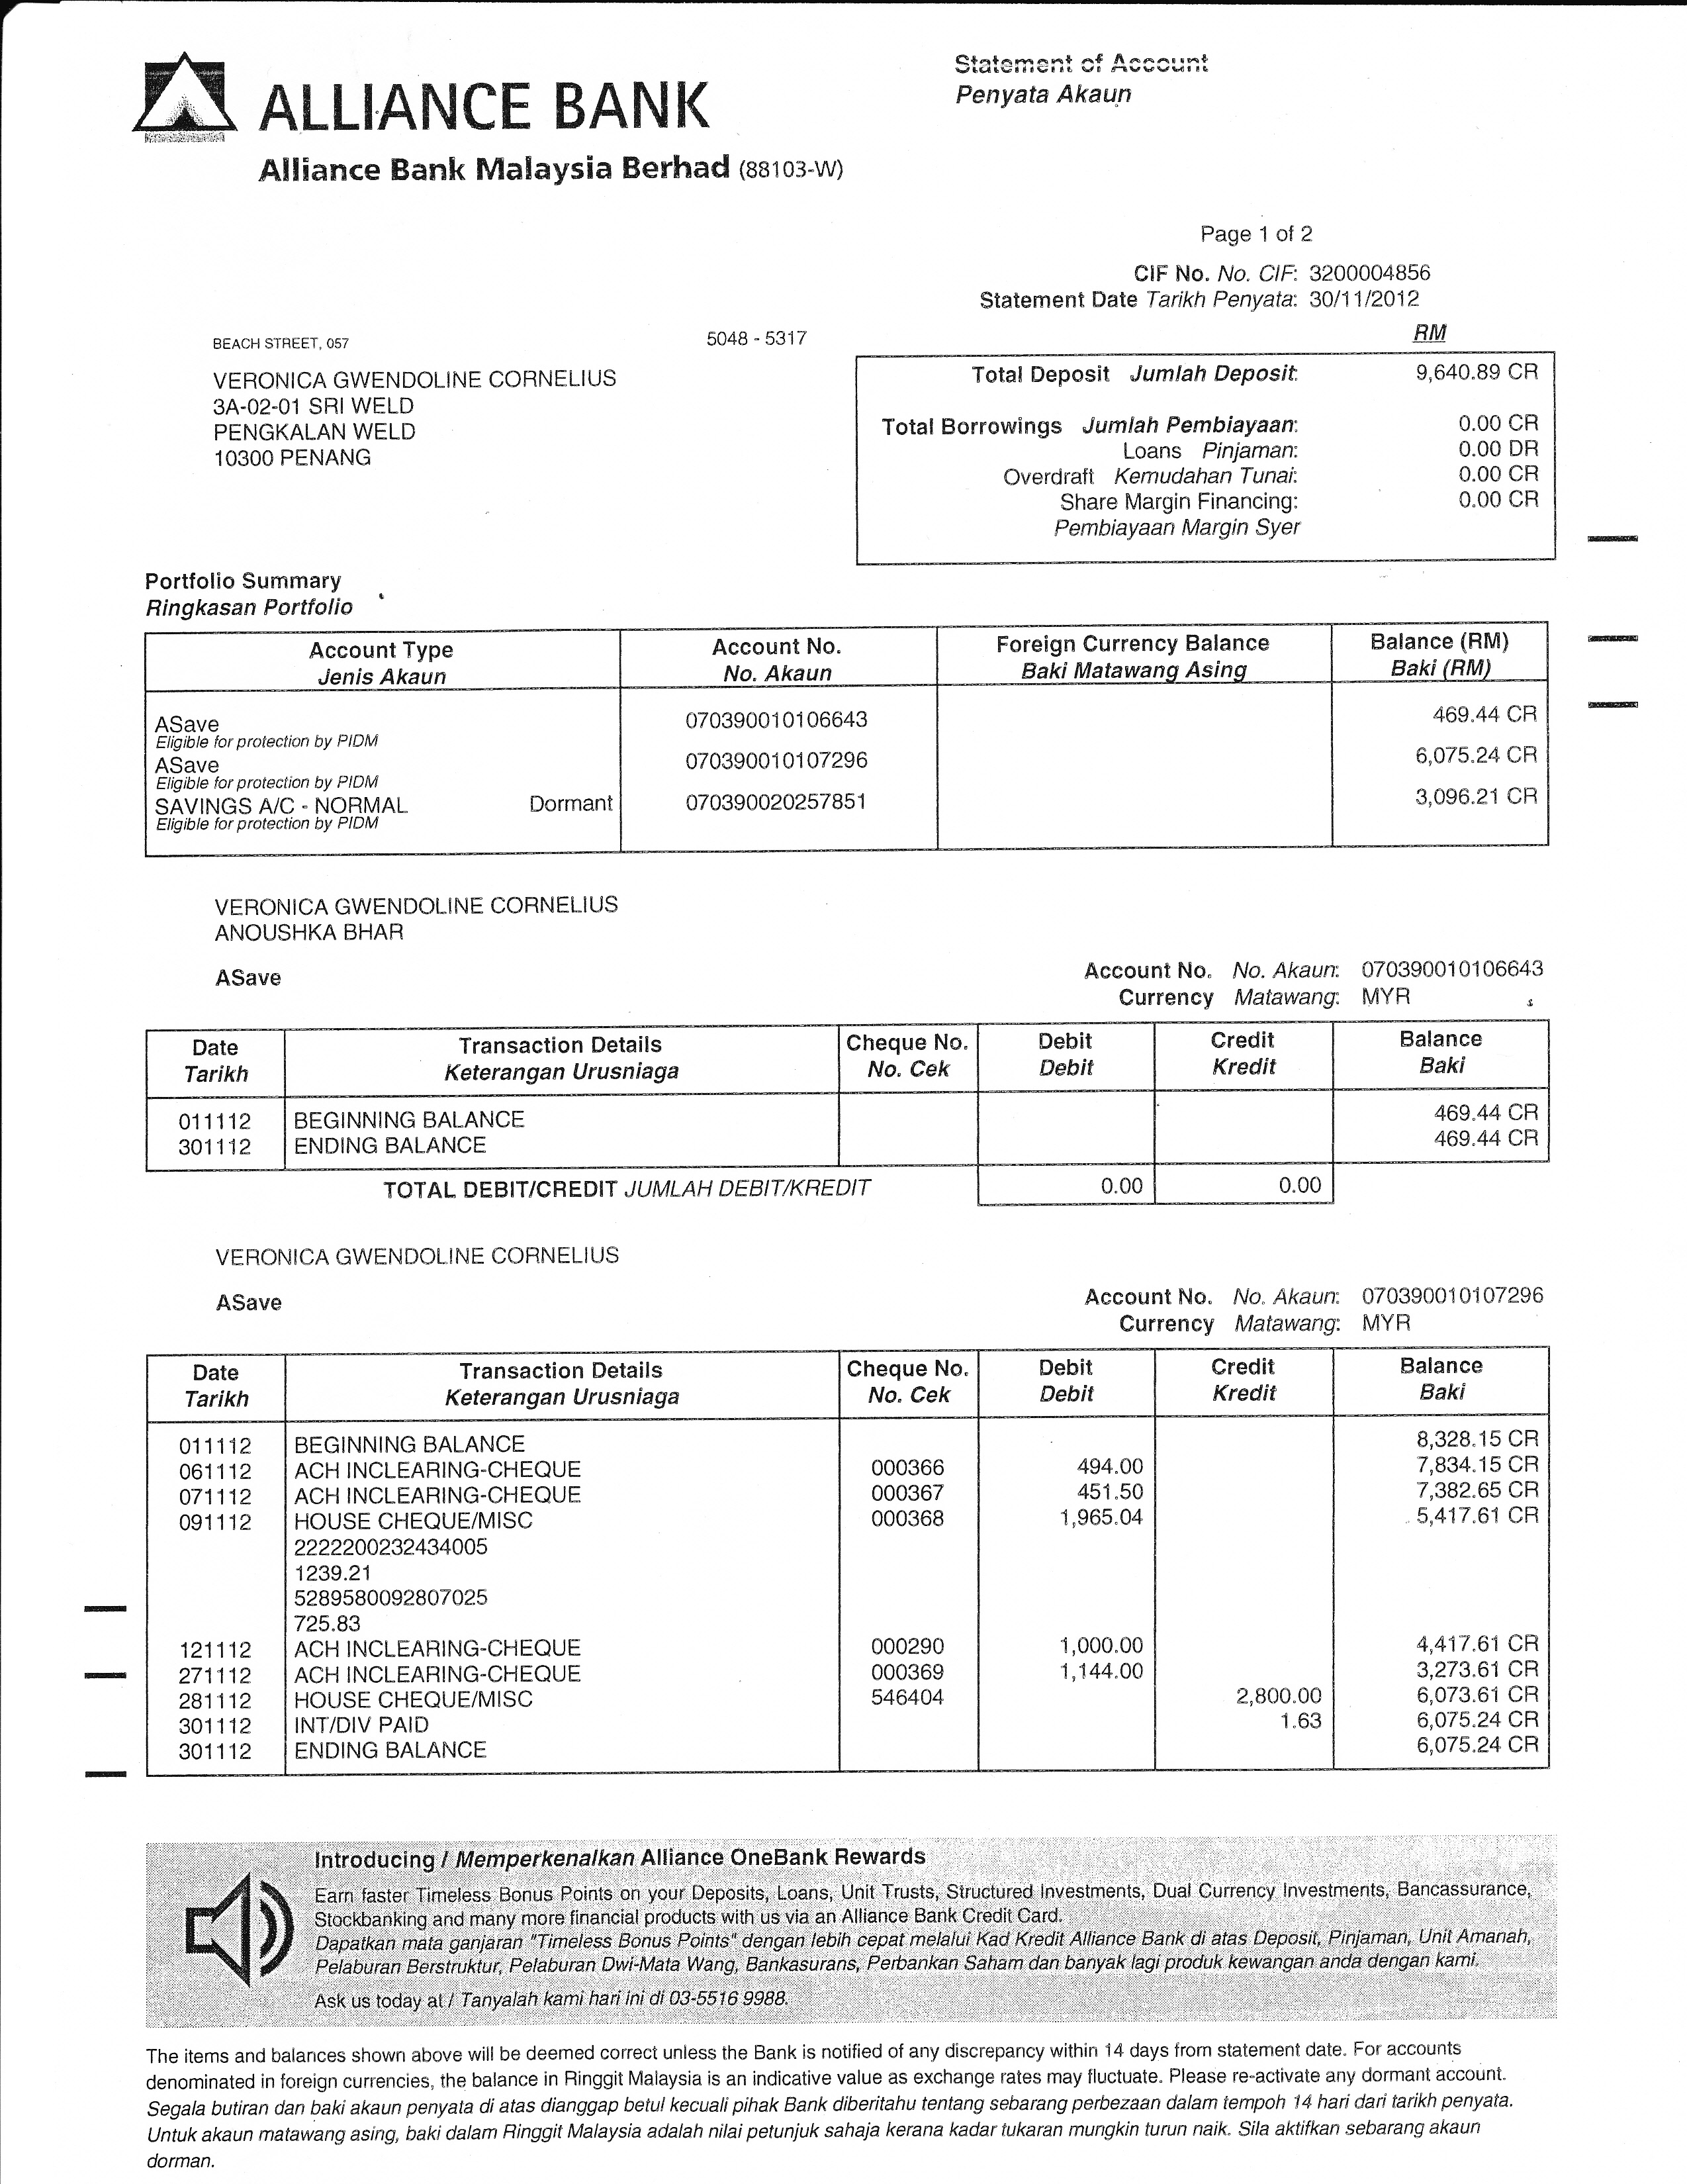 Statement of Account
Penyata Akaun
ALLIANCE BANK
Alliance Bank Malaysia Berhad (88103-W)
Page 1 of 2
CIF No. No. CIF: 3200004856
Statement Date Tarikh Penyata: 30/11/2012
RM
BEACH STREET, 057 5048 - 5317
VERONICA GWENDOLINE CORNELIUS
3A-02-01 SRI WELD
PENGKALAN WELD
10300 PENANG
Total Deposit Jumlah Deposit: 9,640.89 CR
Total Borrowings Jumlah Pembiayaan: 0.00 CR
Loans Pinjaman: 0.00 DR
Overdraft Kemudahan Tunai: 0.00 CR
Share Margin Financing: 0.00 CR
Pembiayaan Margin Syer
Portfolio Summary
Ringkasan Portfolio
Account Type Account No. Foreign Currency Balance Balance (RM)
Jenis Akaun No. Akaun Baki Matawang Asing Baki (RM)
ASave 070390010106643 469.44 CR
Eligible for protection by PIDM
ASave 070390010107296 6,075.24 CR
Eligible for protection by PIDM
SAVINGS A/C - NORMAL Dormant 070390020257851 3,096.21 CR
Eligible for protection by PIDM
VERONICA GWENDOLINE CORNELIUS
ANOUSHKA BHAR
ASave
Account No. No. Akaun: 070390010106643
Currency Matawang: MYR
Date Transaction Details Cheque No. Debit Credit Balance
Tarikh Keterangan Urusniaga No. Cek Debit Kredit Baki
011112 BEGINNING BALANCE 469.44 CR
301112 ENDING BALANCE 469.44 CR
TOTAL DEBIT/CREDIT JUMLAH DEBIT/KREDIT 0.00 0.00
VERONICA GWENDOLINE CORNELIUS
ASave
Account No. No. Akaun: 070390010107296
Currency Matawang: MYR
Date Transaction Details Cheque No. Debit Credit Balance
Tarikh Keterangan Urusniaga No. Cek Debit Kredit Baki
011112 BEGINNING BALANCE 8,328.15 CR
061112 ACH INCLEARING-CHEQUE 000366 494.00 7,834.15 CR
071112 ACH INCLEARING-CHEQUE 000367 451.50 7,382.65 CR
091112 HOUSE CHEQUE/MISC 000368 1,965.04 5,417.61 CR
2222200232434005
1239.21
5289580092807025
725.83
121112 ACH INCLEARING-CHEQUE 000290 1,000.00 4,417.61 CR
271112 ACH INCLEARING-CHEQUE 000369 1,144.00 3,273.61 CR
281112 HOUSE CHEQUE/MISC 546404 2,800.00 6,073.61 CR
301112 INT/DIV PAID 1.63 6,075.24 CR
301112 ENDING BALANCE 6,075.24 CR
Introducing / Memperkenalkan Alliance OneBank Rewards
Earn faster Timeless Bonus Points on your Deposits, Loans, Unit Trusts, Structured Investments, Dual Currency Investments, Bancassurance,
Stockbanking and many more financial products with us via an Alliance Bank Credit Card.
Dapatkan mata ganjaran "Timeless Bonus Points" dengan lebih cepat melalui Kad Kredit Alliance Bank di atas Deposit, Pinjaman, Unit Amanah,
Pelaburan Berstruktur, Pelaburan Dwi-Mata Wang, Bankasurans, Perbankan Saham dan banyak lagi produk kewangan anda dengan kami.
Ask us today at / Tanyalah kami hari ini di 03-5516 9988.
The items and balances shown above will be deemed correct unless the Bank is notified of any discrepancy within 14 days from statement date. For accounts
denominated in foreign currencies, the balance in Ringgit Malaysia is an indicative value as exchange rates may fluctuate. Please re-activate any dormant account.
Segala butiran dan baki akaun penyata di atas dianggap betul kecuali pihak Bank diberitahu tentang sebarang perbezaan dalam tempoh 14 hari dari tarikh penyata.
Untuk akaun matawang asing, baki dalam Ringgit Malaysia adalah nilai petunjuk sahaja kerana kadar tukaran mungkin turun naik. Sila aktifkan sebarang akaun
dorman.